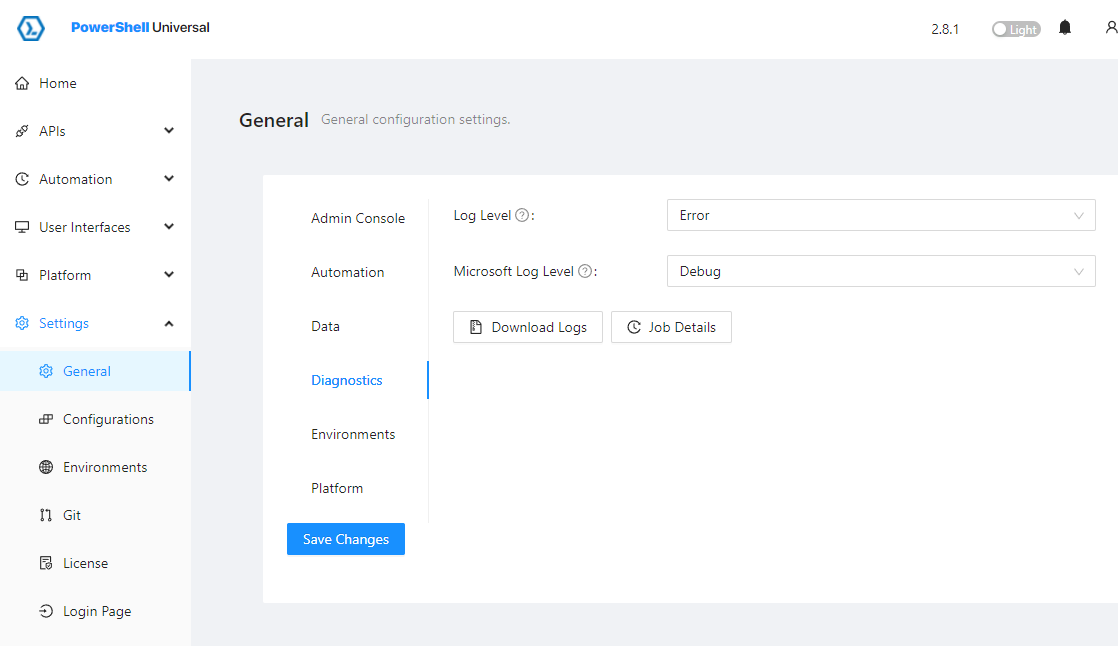 PowerShell Universal
2.8.1
Light
Home
APIs
Automation
User Interfaces
Platform
Settings
General
Configurations
Environments
Git
License
Login Page
General General configuration settings.
Admin Console
Automation
Data
Diagnostics
Environments
Platform
Save Changes
Log Level ? :
Error
Microsoft Log Level ? :
Debug
Download Logs
Job Details